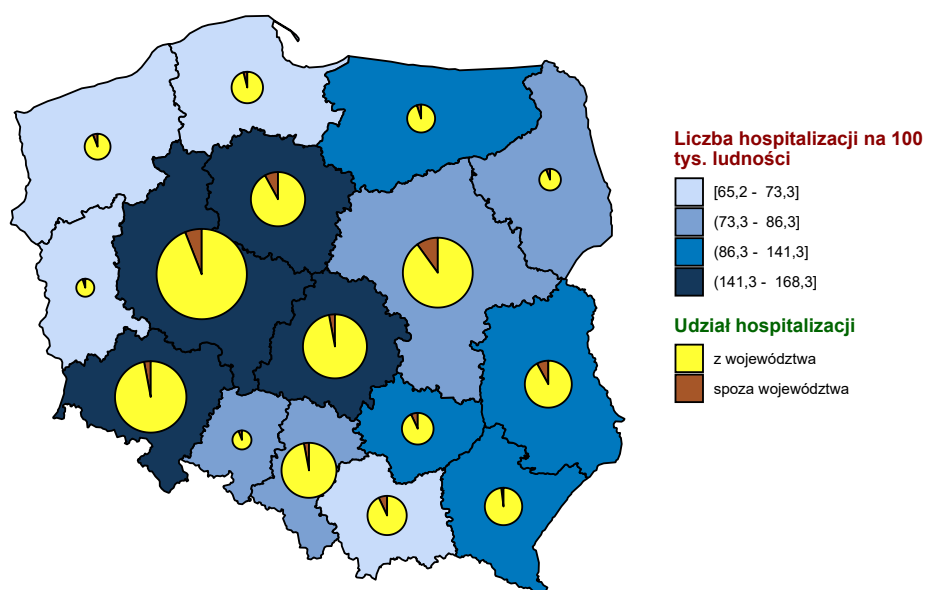 Liczba hospitalizacji na 100
tys. ludności
[65,2 - 73,3]
(73,3 - 86,3]
(86,3 - 141,3]
(141,3 - 168,3]
Udział hospitalizacji
z województwa
spoza województwa